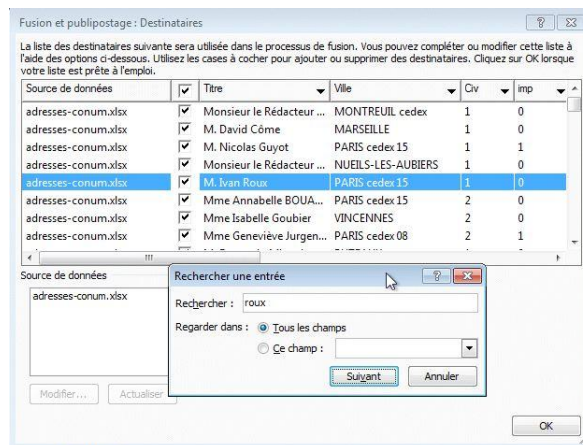 Fusion et publipostage : Destinataires
La liste des destinataires suivante sera utilisée dans le processus de fusion. Vous pouvez compléter ou modifier cette liste à
l'aide des options ci-dessous. Utilisez les cases à cocher pour ajouter ou supprimer des destinataires. Cliquez sur OK lorsque
votre liste est prête à l'emploi.
Source de données Titre Ville Civ imp
adresses-conum.xlsx Monsieur le Rédacteur ... MONTREUIL cedex 1 0
adresses-conum.xlsx M. David Côme MARSEILLE 1 0
adresses-conum.xlsx M. Nicolas Guyot PARIS cedex 15 1 1
adresses-conum.xlsx Monsieur le Rédacteur ... NUEILS-LES-AUBIERS 1 0
adresses-conum.xlsx M. Ivan Roux PARIS cedex 15 1 0
adresses-conum.xlsx Mme Annabelle BOUA... PARIS cedex 15 2 0
adresses-conum.xlsx Mme Isabelle Goubier VINCENNES 2 0
adresses-conum.xlsx Mme Geneviève Jurgen... PARIS cedex 08 2 1
Source de données
adresses-conum.xlsx
Modifier... Actualiser
Rechercher une entrée
Rechercher : roux
Regarder dans : Tous les champs
Ce champ :
Suivant Annuler
OK